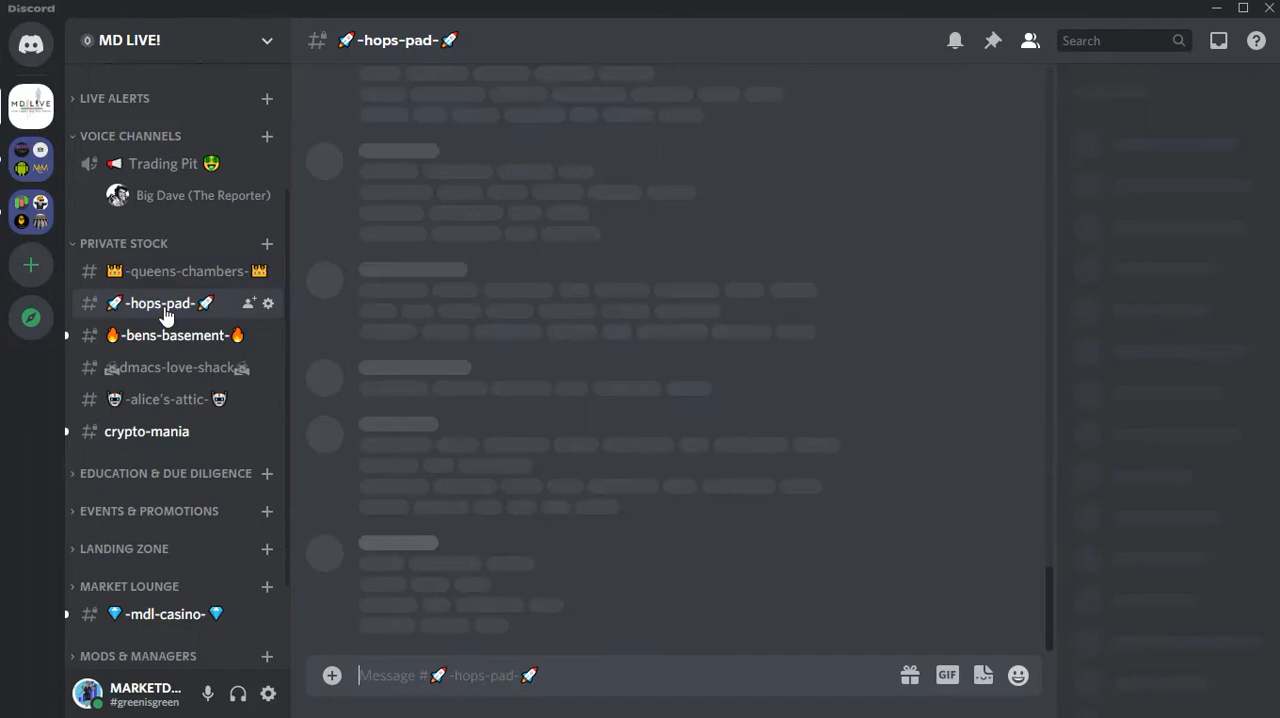 Discord
MD LIVE!
🚀-hops-pad-🚀
Search
MD LIVE
LIVE ALERTS
VOICE CHANNELS
Trading Pit
Big Dave (The Reporter)
PRIVATE STOCK
-queens-chambers-
-hops-pad-
-bens-basement-
dmacs-love-shack
-alice's-attic-
crypto-mania
EDUCATION & DUE DILIGENCE
EVENTS & PROMOTIONS
LANDING ZONE
MARKET LOUNGE
-mdl-casino-
MODS & MANAGERS
MARKETD...
#greenisgreen
Message #🚀-hops-pad-🚀
GIF